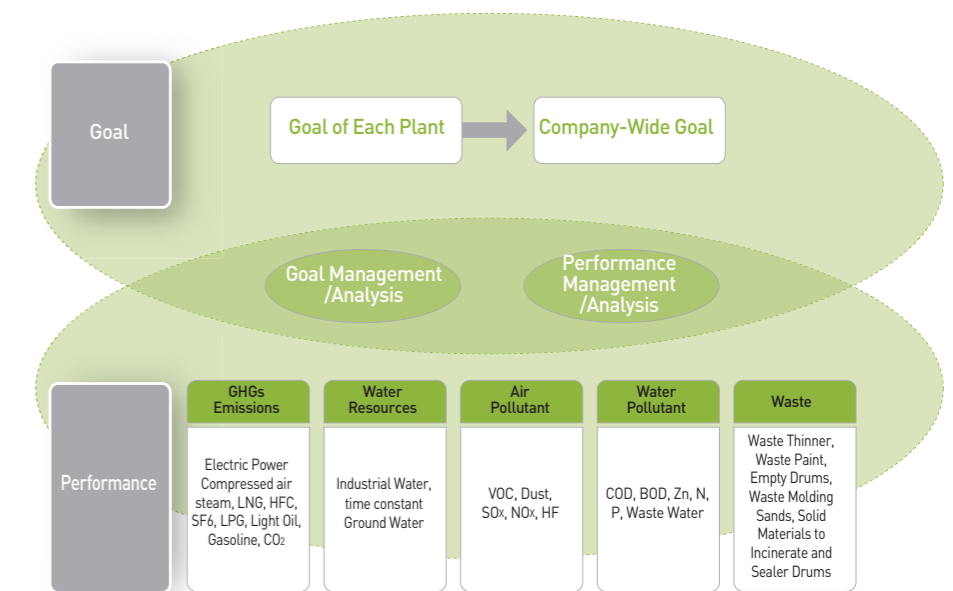 Goal
Goal of Each Plant
Company-Wide Goal
Goal Management
/Analysis
Performance
Management
/Analysis
Performance
GHGs
Emissions
Electric Power
Compressed air
steam, LNG, HFC,
SF6, LPG, Light Oil,
Gasoline, CO2
Water
Resources
Industrial Water,
time constant
Ground Water
Air
Pollutant
VOC, Dust,
SOX, NOX, HF
Water
Pollutant
COD, BOD, Zn, N,
P, Waste Water
Waste
Waste Thinner,
Waste Paint,
Empty Drums,
Waste Molding
Sands, Solid
Materials to
Incinerate and
Sealer Drums